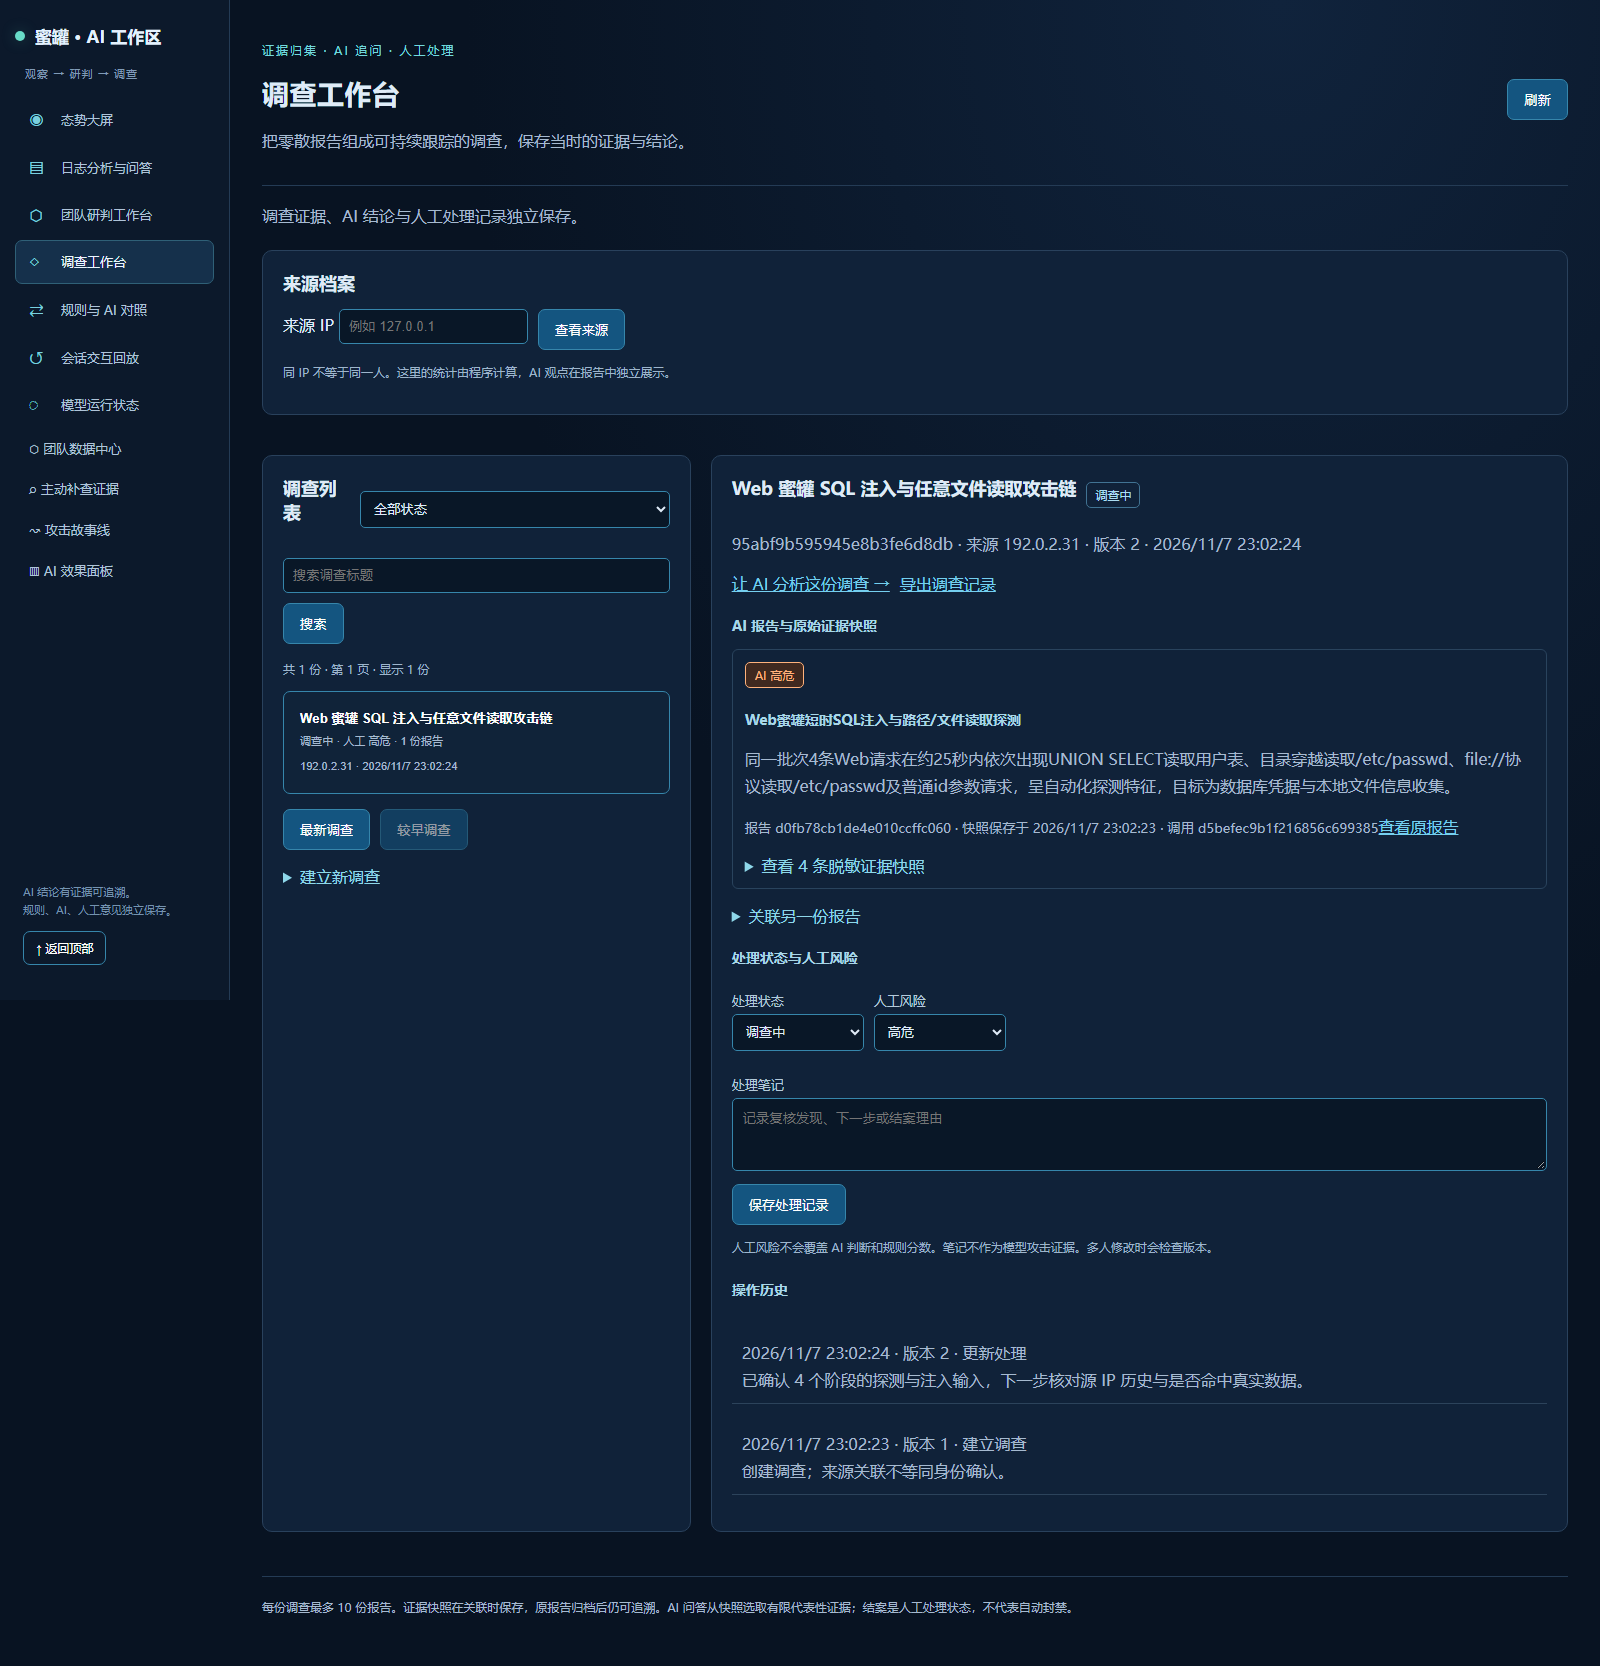 蜜罐 • AI 工作区
观察 → 研判 → 调查
态势大屏
日志分析与问答
团队研判工作台
调查工作台
规则与 AI 对照
会话交互回放
模型运行状态
团队数据中心
主动补查证据
攻击故事线
AI 效果面板
AI 结论有证据可追溯。
规则、AI、人工意见独立保存。
↑ 返回顶部
证据归集 · AI 追问 · 人工处理
调查工作台
把零散报告组成可持续跟踪的调查，保存当时的证据与结论。
刷新
调查证据、AI 结论与人工处理记录独立保存。
来源档案
来源 IP 例如 127.0.0.1 查看来源
同 IP 不等于同一人。这里的统计由程序计算，AI 观点在报告中独立展示。
调查列表
全部状态
搜索调查标题
搜索
共 1 份 · 第 1 页 · 显示 1 份
Web 蜜罐 SQL 注入与任意文件读取攻击链
调查中 · 人工 高危 · 1 份报告
192.0.2.31 · 2026/11/7 23:02:24
最新调查 较早调查
▶ 建立新调查
Web 蜜罐 SQL 注入与任意文件读取攻击链 调查中
95abf9b595945e8b3fe6d8db · 来源 192.0.2.31 · 版本 2 · 2026/11/7 23:02:24
让 AI 分析这份调查 → 导出调查记录
AI 报告与原始证据快照
AI 高危
Web蜜罐短时SQL注入与路径/文件读取探测
同一批次4条Web请求在约25秒内依次出现UNION SELECT读取用户表、目录穿越读取/etc/passwd、file://协
议读取/etc/passwd及普通id参数请求，呈自动化探测特征，目标为数据库凭据与本地文件信息收集。
报告 d0fb78cb1de4e010ccffc060 · 快照保存于 2026/11/7 23:02:23 · 调用 d5befec9b1f216856c699385查看原报告
▶ 查看 4 条脱敏证据快照
▶ 关联另一份报告
处理状态与人工风险
处理状态 人工风险
调查中 高危
处理笔记
记录复核发现、下一步或结案理由
保存处理记录
人工风险不会覆盖 AI 判断和规则分数。笔记不作为模型攻击证据。多人修改时会检查版本。
操作历史
2026/11/7 23:02:24 · 版本 2 · 更新处理
已确认 4 个阶段的探测与注入输入，下一步核对源 IP 历史与是否命中真实数据。
2026/11/7 23:02:23 · 版本 1 · 建立调查
创建调查；来源关联不等同身份确认。
每份调查最多 10 份报告。证据快照在关联时保存，原报告归档后仍可追溯。AI 问答从快照选取有限代表性证据；结案是人工处理状态，不代表自动封禁。